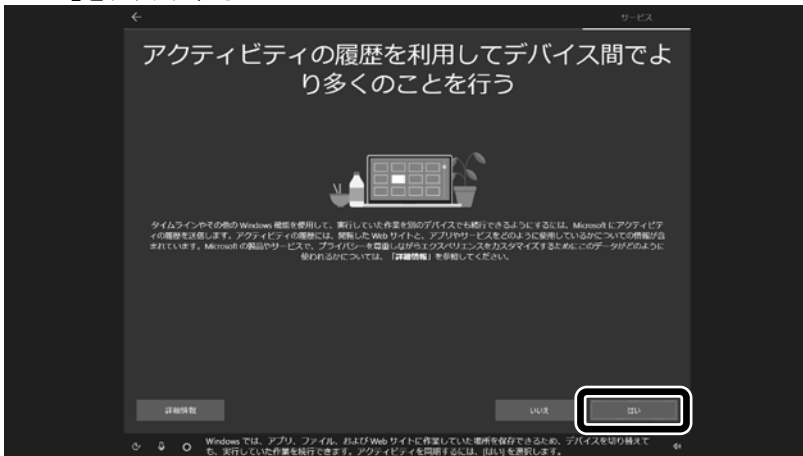 サービス
アクティビティの履歴を利用してデバイス間でよ
り多くのことを行う
タイムラインやその他の Windows 機能を使用して、実行していた作業を別のデバイスでも続行できるようにするには、Microsoft にアクティビテ
ィの履歴を送信します。アクティビティの履歴には、閲覧した Web サイトと、アプリやサービスをどのように使用しているかについての情報が含
まれています。Microsoft の製品やサービスで、プライバシーを尊重しながらエクスペリエンスをカスタマイズするためにこのデータがどのように
使われるかについては、「詳細情報」を参照してください。
詳細情報
いいえ
はい
Windows では、アプリ、ファイル、および Web サイトに作業していた場所を保存できるため、デバイスを切り替えて
も、実行していた作業を続行できます。アクティビティを同期するには、[はい] を選択します。